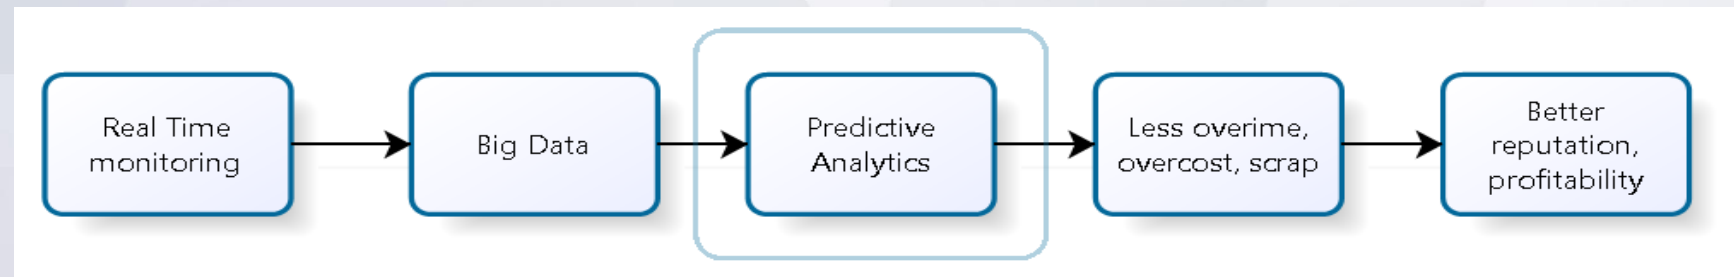 Real Time
monitoring
Big Data
Predictive
Analytics
Less overime,
overcost, scrap
Better
reputation,
profitability